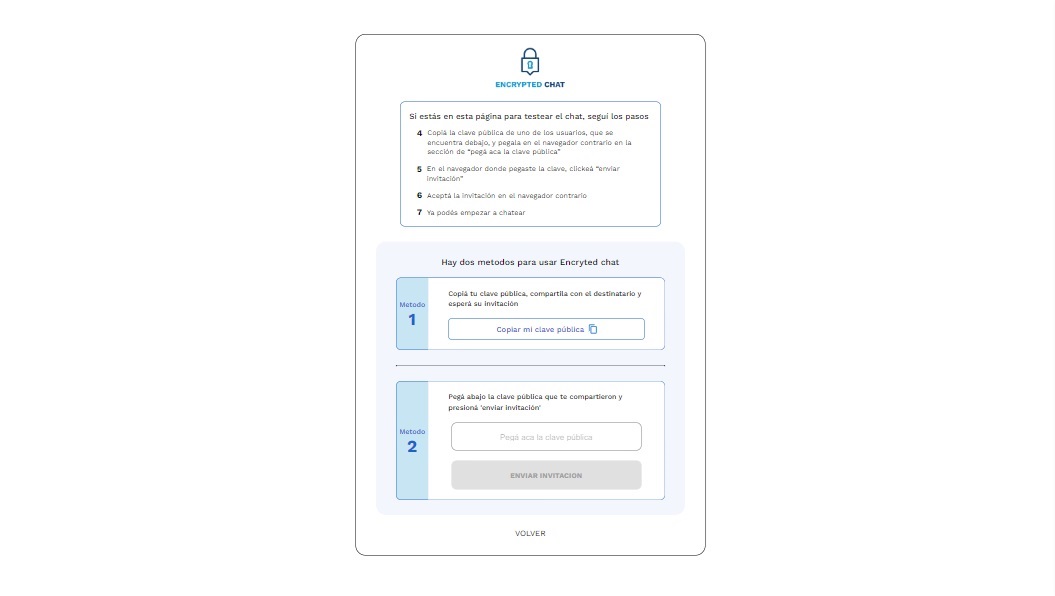 ENCRYPTED CHAT
Si estás en esta página para testear el chat, seguí los pasos
4 Copiá la clave pública de uno de los usuarios, que se
encuentra debajo, y pegala en el navegador contrario en la
sección de “pegá aca la clave pública”
5 En el navegador donde pegaste la clave, clickeá “enviar
invitación”
6 Aceptá la invitación en el navegador contrario
7 Ya podés empezar a chatear
Hay dos metodos para usar Encryted chat
Metodo
1
Copiá tu clave pública, compartila con el destinatario y
esperá su invitación
Copiar mi clave pública
Metodo
2
Pegá abajo la clave pública que te compartieron y
presioná 'enviar invitación'
Pegá aca la clave pública
ENVIAR INVITACION
VOLVER